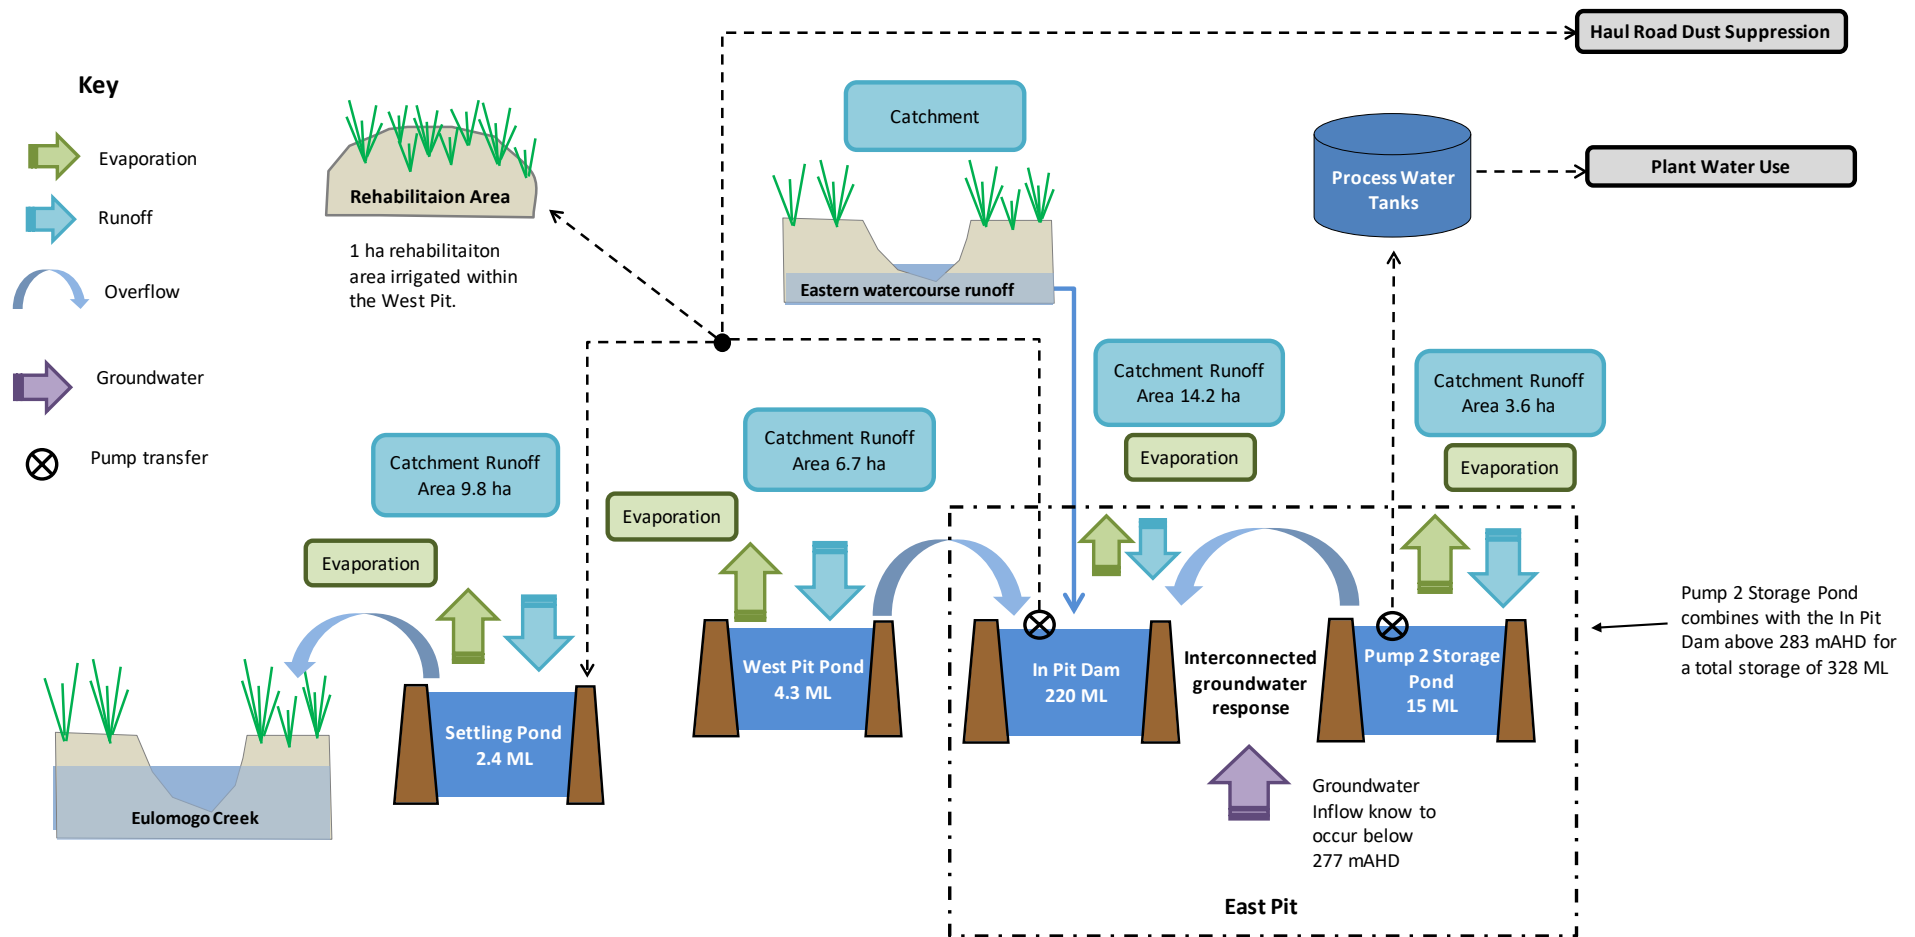 Haul Road Dust Suppression
Key
Catchment
Evaporation
Plant Water Use
Process Water
Tanks
Rehabilitaion Area
Runoff
1 ha rehabilitaiton
area irrigated within
the West Pit.
Overflow
Eastern watercourse runoff
Groundwater
Catchment Runoff
Area 14.2 ha
Catchment Runoff
Area 3.6 ha
Pump transfer
Catchment Runoff
Area 9.8 ha
Catchment Runoff
Area 6.7 ha
Evaporation
Evaporation
Evaporation
Evaporation
Pump 2 Storage Pond
combines with the In Pit
Dam above 283 mAHD for
a total storage of 328 ML
West Pit Pond
4.3 ML
In Pit Dam
220 ML
Interconnected
groundwater
response
Pump 2 Storage
Pond
15 ML
Settling Pond
2.4 ML
Eulomogo Creek
Groundwater
Inflow know to
occur below
277 mAHD
East Pit